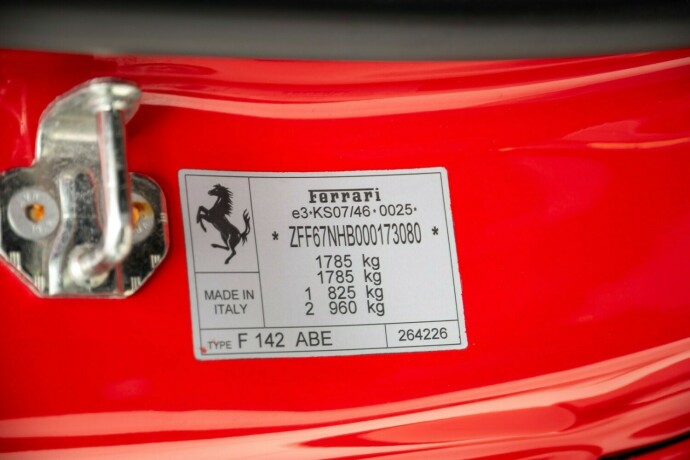 Ferrari
e3·KS07/46·0025·
* ZFF67NHB000173080 *
1785 kg
1785 kg
1 825 kg
2 960 kg
MADE IN
ITALY
TYPE F 142 ABE
264226